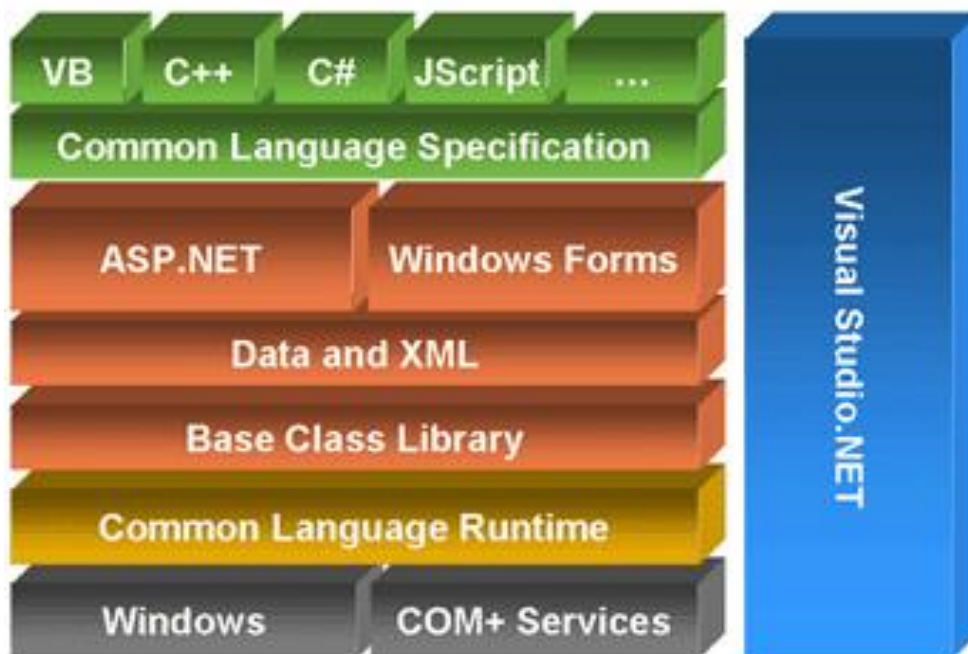 VB C++ C# JScript ...
Common Language Specification
ASP.NET Windows Forms
Data and XML
Base Class Library
Common Language Runtime
Windows COM+ Services
Visual Studio.NET